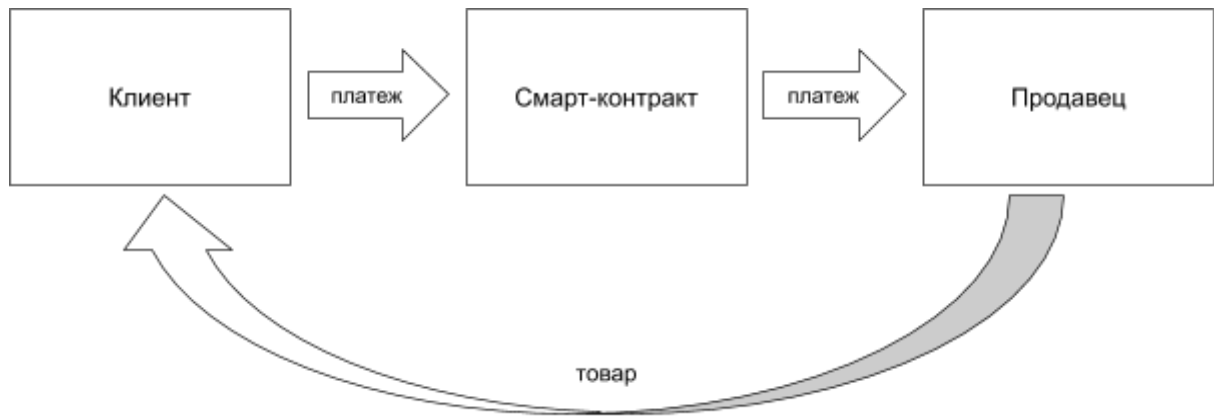 Клиент
платеж
Смарт-контракт
платеж
Продавец
товар